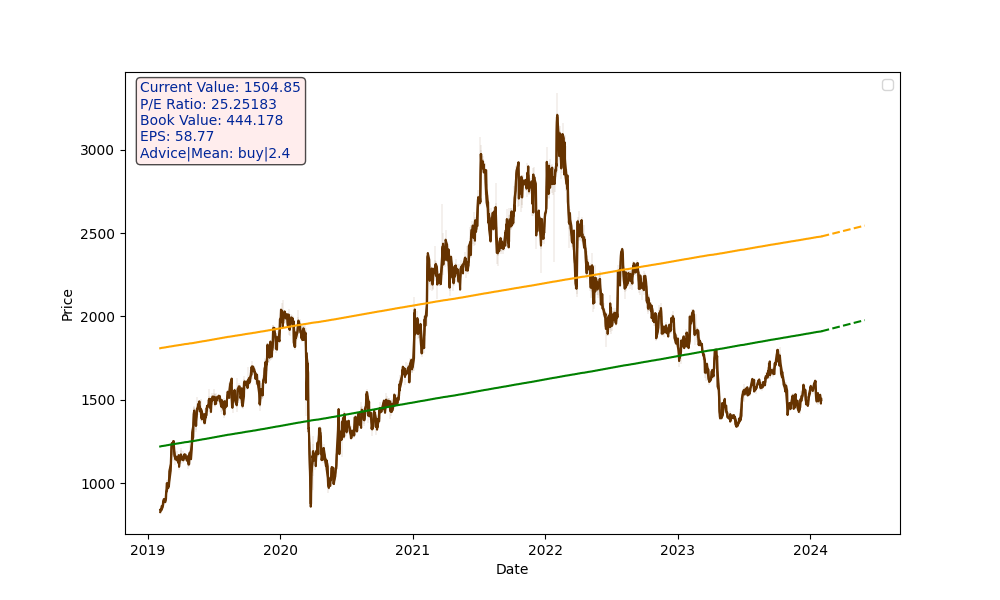 Current Value: 1504.85
P/E Ratio: 25.25183
Book Value: 444.178
EPS: 58.77
Advice|Mean: buy|2.4
3000
2500
2000
1500
1000
Price
2019 2020 2021 2022 2023 2024
Date